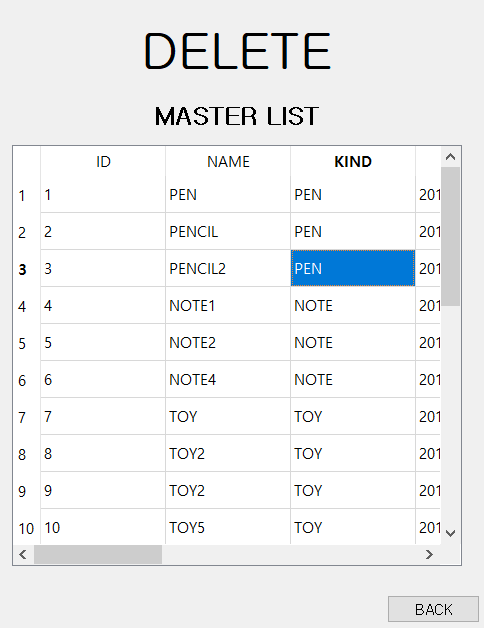 DELETE
MASTER LIST
ID NAME KIND
1 1 PEN PEN 201
2 2 PENCIL PEN 201
3 3 PENCIL2 PEN 201
4 4 NOTE1 NOTE 201
5 5 NOTE2 NOTE 201
6 6 NOTE4 NOTE 201
7 7 TOY TOY 201
8 8 TOY2 TOY 201
9 9 TOY2 TOY 201
10 10 TOY5 TOY 201
BACK